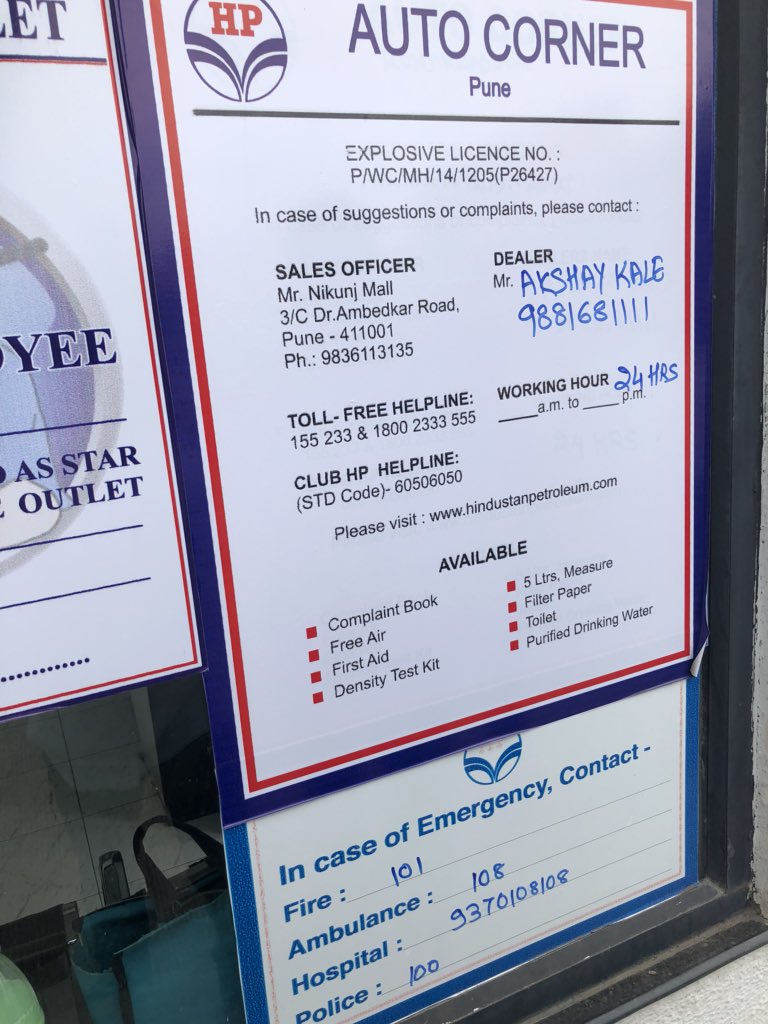 ET
OYEE
D AS STAR
E OUTLET
HP
AUTO CORNER
Pune
EXPLOSIVE LICENCE NO. :
P/WC/MH/14/1205(P26427)
In case of suggestions or complaints, please contact :
SALES OFFICER
Mr. Nikunj Mall
3/C Dr.Ambedkar Road,
Pune - 411001
Ph.: 9836113135
DEALER
Mr. AKSHAY KALE
9881681111
TOLL- FREE HELPLINE:
155 233 & 1800 2333 555
WORKING HOUR 24 HRS
_____a.m. to _____ p.m.
CLUB HP HELPLINE:
(STD Code)- 60506050
Please visit : www.hindustanpetroleum.com
AVAILABLE
Complaint Book
Free Air
First Aid
Density Test Kit
5 Ltrs, Measure
Filter Paper
Toilet
Purified Drinking Water
In case of Emergency, Contact -
Fire : 101
Ambulance : 108
Hospital : 9370108108
Police : 100